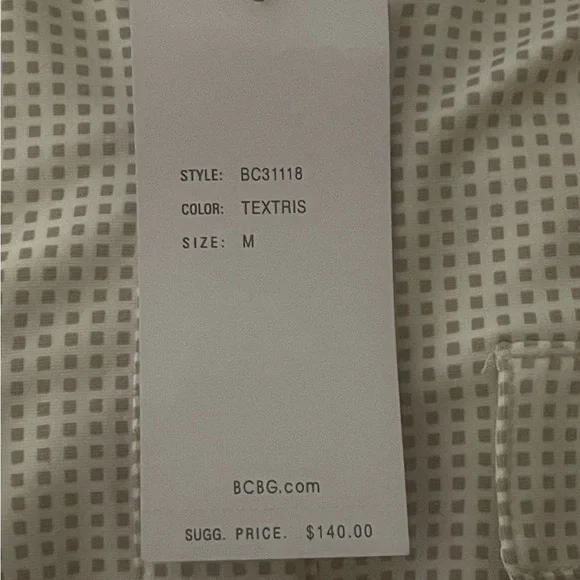 STYLE: BC31118
COLOR: TEXTRIS
SIZE: M
BCBG.com
SUGG. PRICE. $140.00